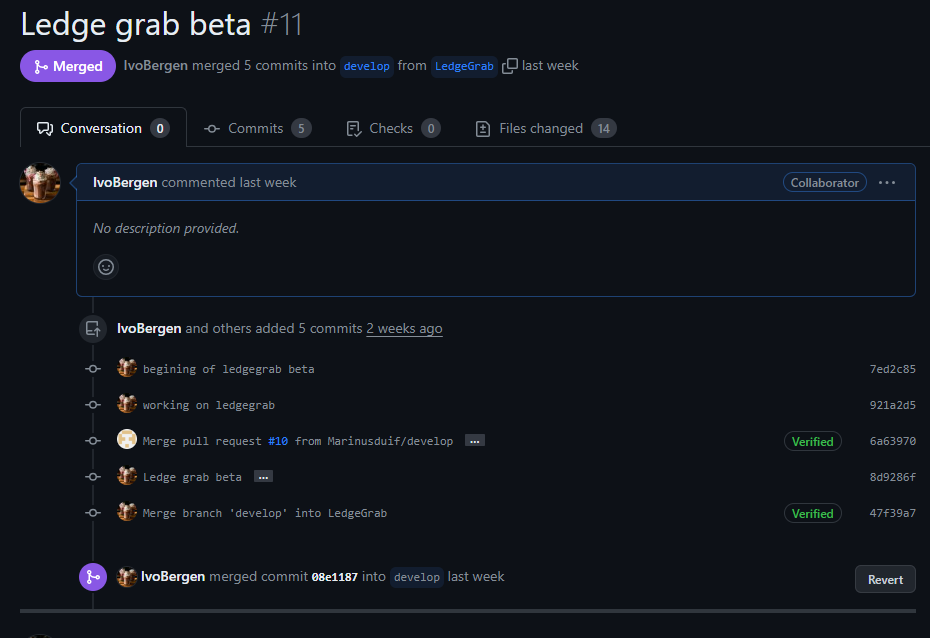 Ledge grab beta #11
Merged IvoBergen merged 5 commits into develop from LedgeGrab last week
Conversation 0 Commits 5 Checks 0 Files changed 14
IvoBergen commented last week Collaborator ...
No description provided.
IvoBergen and others added 5 commits 2 weeks ago
begining of ledgegrab beta 7ed2c85
working on ledgegrab 921a2d5
Merge pull request #10 from Marinusduif/develop ... Verified 6a63970
Ledge grab beta ... 8d9286f
Merge branch 'develop' into LedgeGrab Verified 47f39a7
IvoBergen merged commit 08e1187 into develop last week Revert